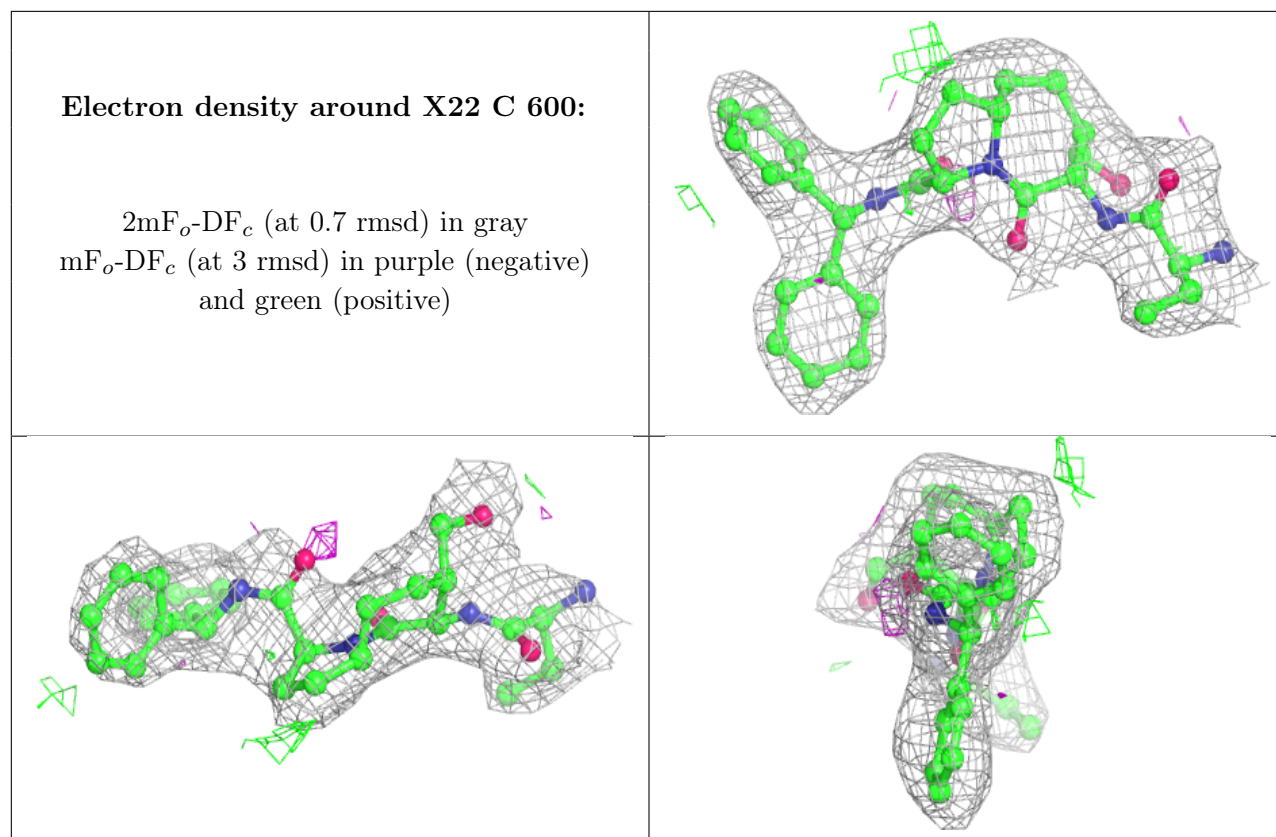 Electron density around X22 C 600:
2mFo-DFc (at 0.7 rmsd) in gray
mFo-DFc (at 3 rmsd) in purple (negative)
and green (positive)